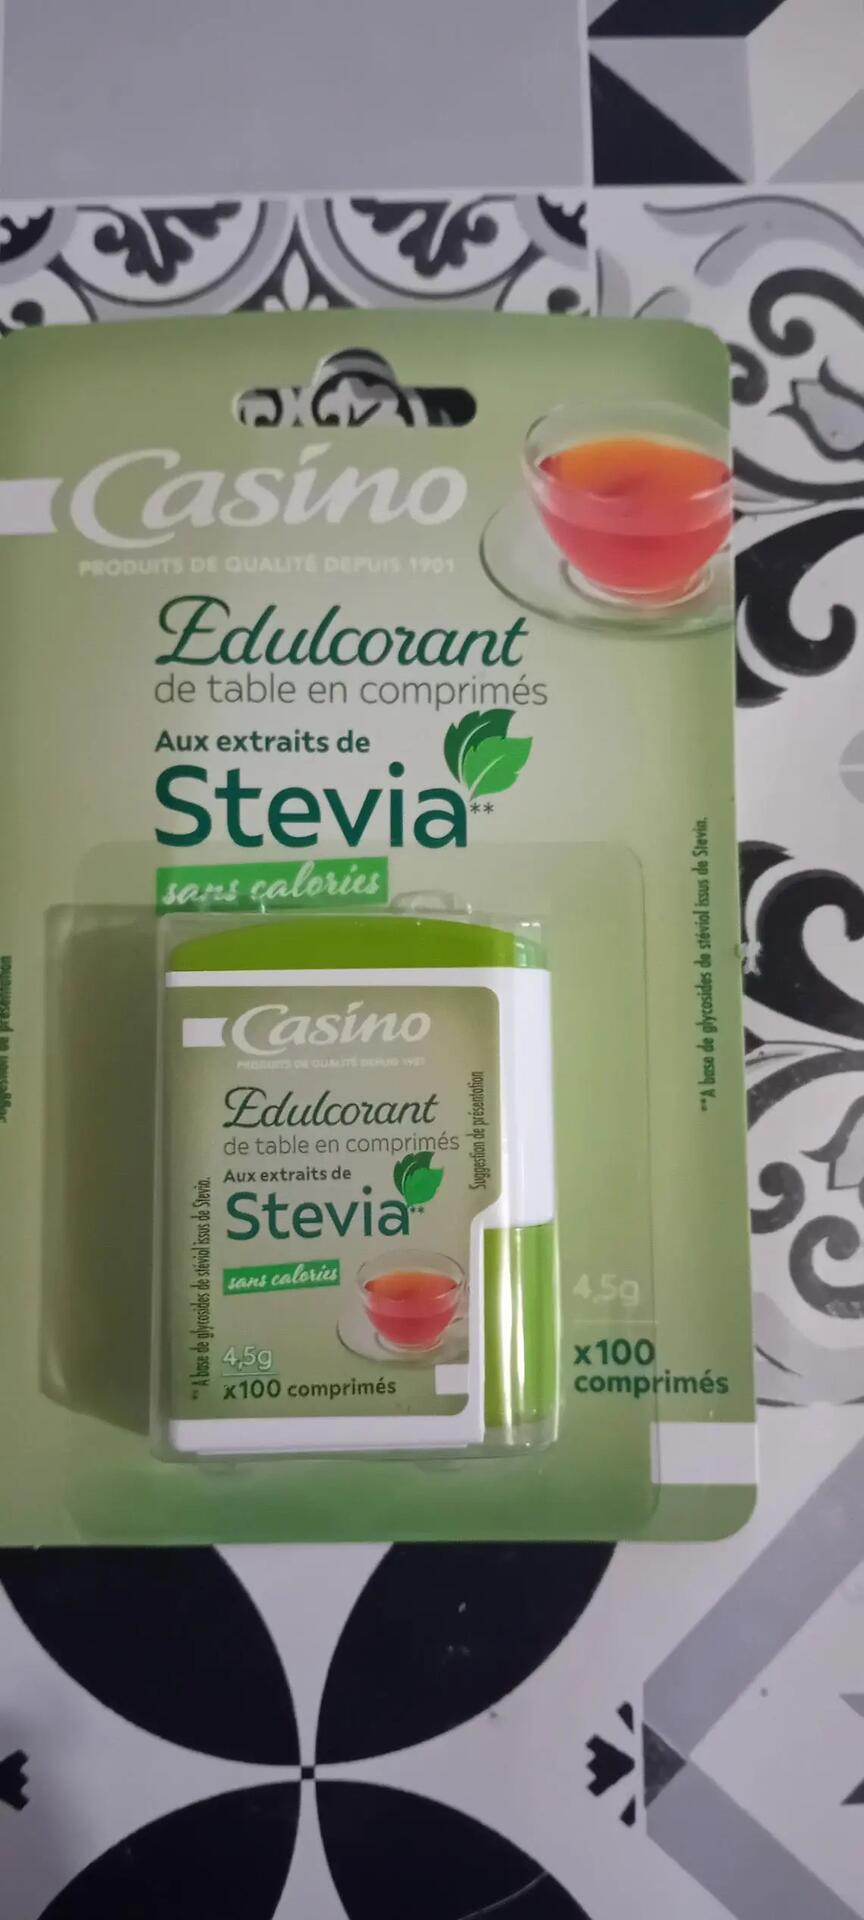 Casino
PRODUITS DE QUALITÉ DEPUIS 1901
Edulcorant
de table en comprimés
Aux extraits de
Stevia**
sans calories
**A base de glycosides de stéviol issus de Stevia.
Suggestion de présentation
Casino
PRODUITS DE QUALITÉ DEPUIS 1901
Edulcorant
de table en comprimés
Aux extraits de
Stevia**
sans calories
** A base de glycosides de stéviol issus de Stevia.
Suggestion de présentation
4,5g
x100 comprimés
4,5g
x100
comprimés